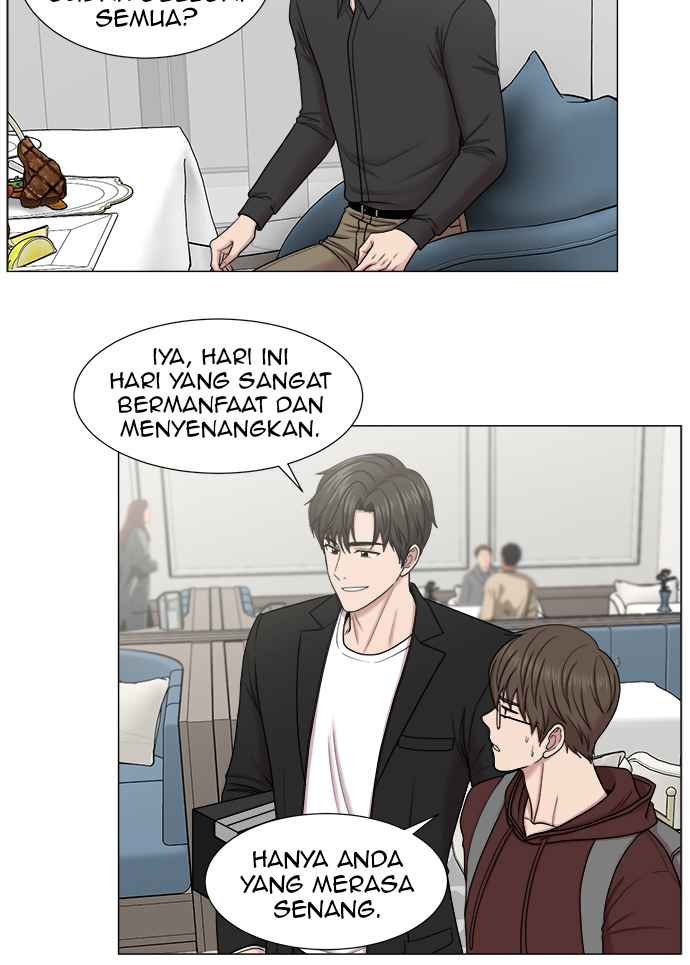 SEMUA?
IYA, HARI INI
HARI YANG SANGAT
BERMANFAAT DAN
MENYENANGKAN.
HANYA ANDA
YANG MERASA
SENANG.